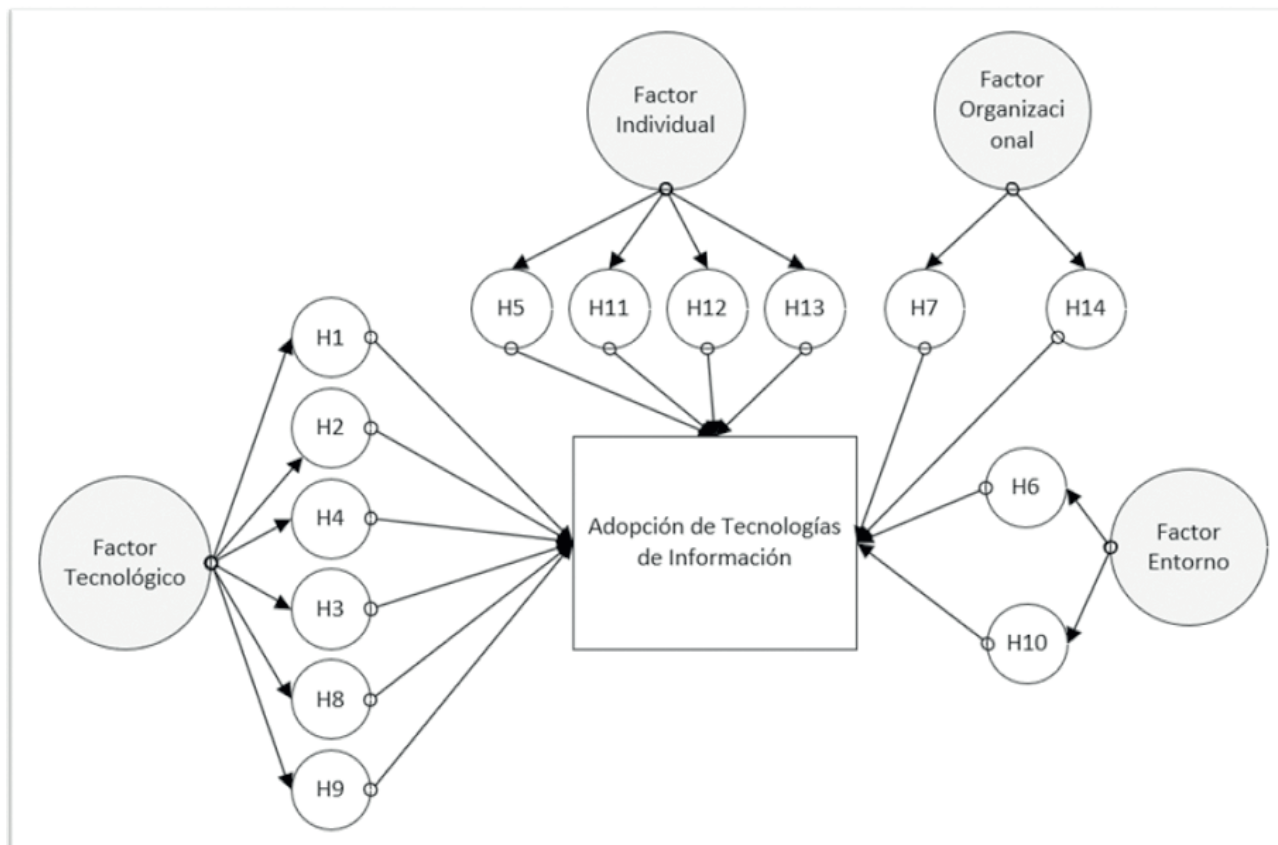 Factor
Individual
Factor
Organizaci
onal
H5
H11
H12
H13
H7
H14
H1
H2
H4
H3
H8
H9
Factor
Tecnológico
Adopción de Tecnologías
de Información
H6
H10
Factor
Entorno